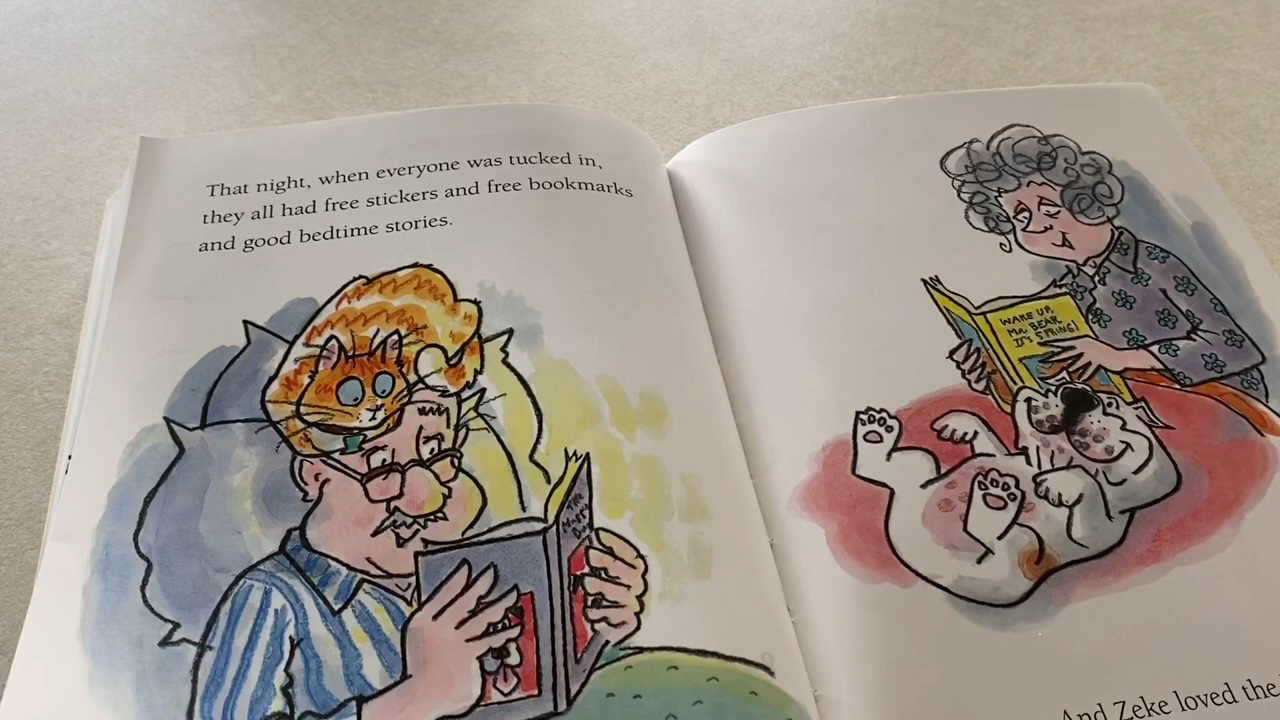 That night, when everyone was tucked in,
they all had free stickers and free bookmarks
and good bedtime stories.
WAKE UP,
MR. BEAR
IT'S SPRING!
THE
And Zeke loved the